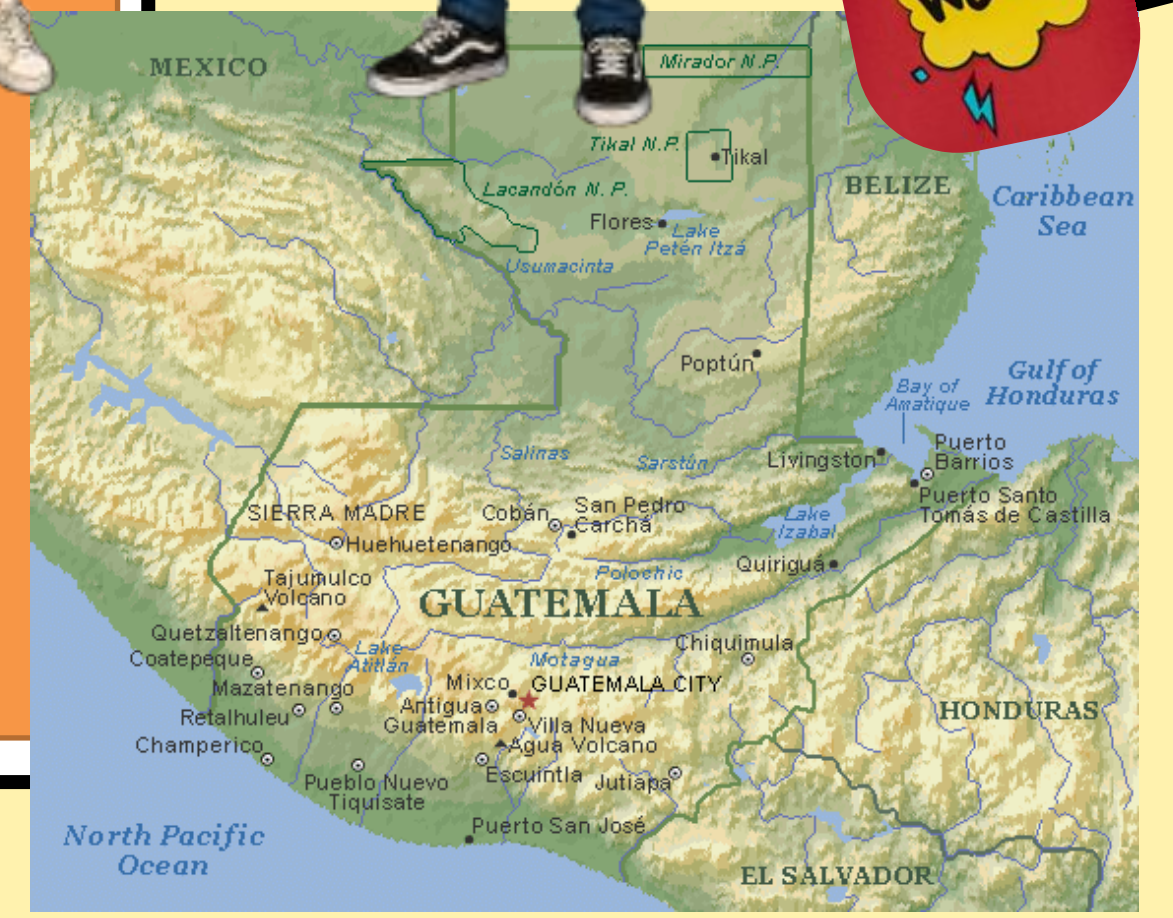 MEXICO
Mirador N.P.
Tikal N.P.
Tikal
BELIZE
Caribbean
Sea
Lacandón N. P.
Flores
Lake
Petén Itzá
Usumacinta
Poptún
Gulf of
Honduras
Bay of
Amatique
Salinas
Sarstún
Livingston
Puerto
Barrios
Puerto Santo
Tomás de Castilla
SIERRA MADRE
Cobán
San Pedro
Carchá
Lake
Izabal
Huehuetenango
Polochic
Quiriguá
Tajumulco
Volcano
GUATEMALA
Quetzaltenango
Lake
Atitlán
Chiquimula
Coatepeque
Motagua
Mazatenango
Mixco
GUATEMALA CITY
Retalhuleu
Antigua
Guatemala
Villa Nueva
HONDURAS
Champerico
Agua Volcano
Pueblo Nuevo
Tiquisate
Escuintla
Jutiapa
Puerto San José
North Pacific
Ocean
EL SALVADOR